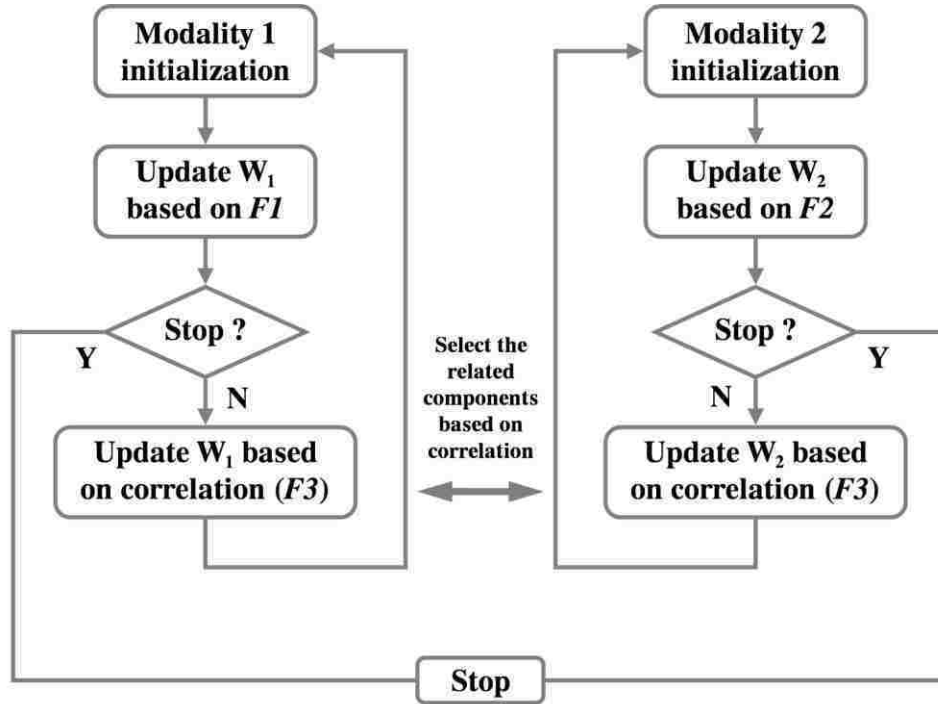 Modality 1
initialization
Update W₁
based on F1
Stop ?
Y
N
Update W₁ based
on correlation (F3)
Select the
related
components
based on
correlation
Modality 2
initialization
Update W₂
based on F2
Stop ?
Y
N
Update W₂ based
on correlation (F3)
Stop